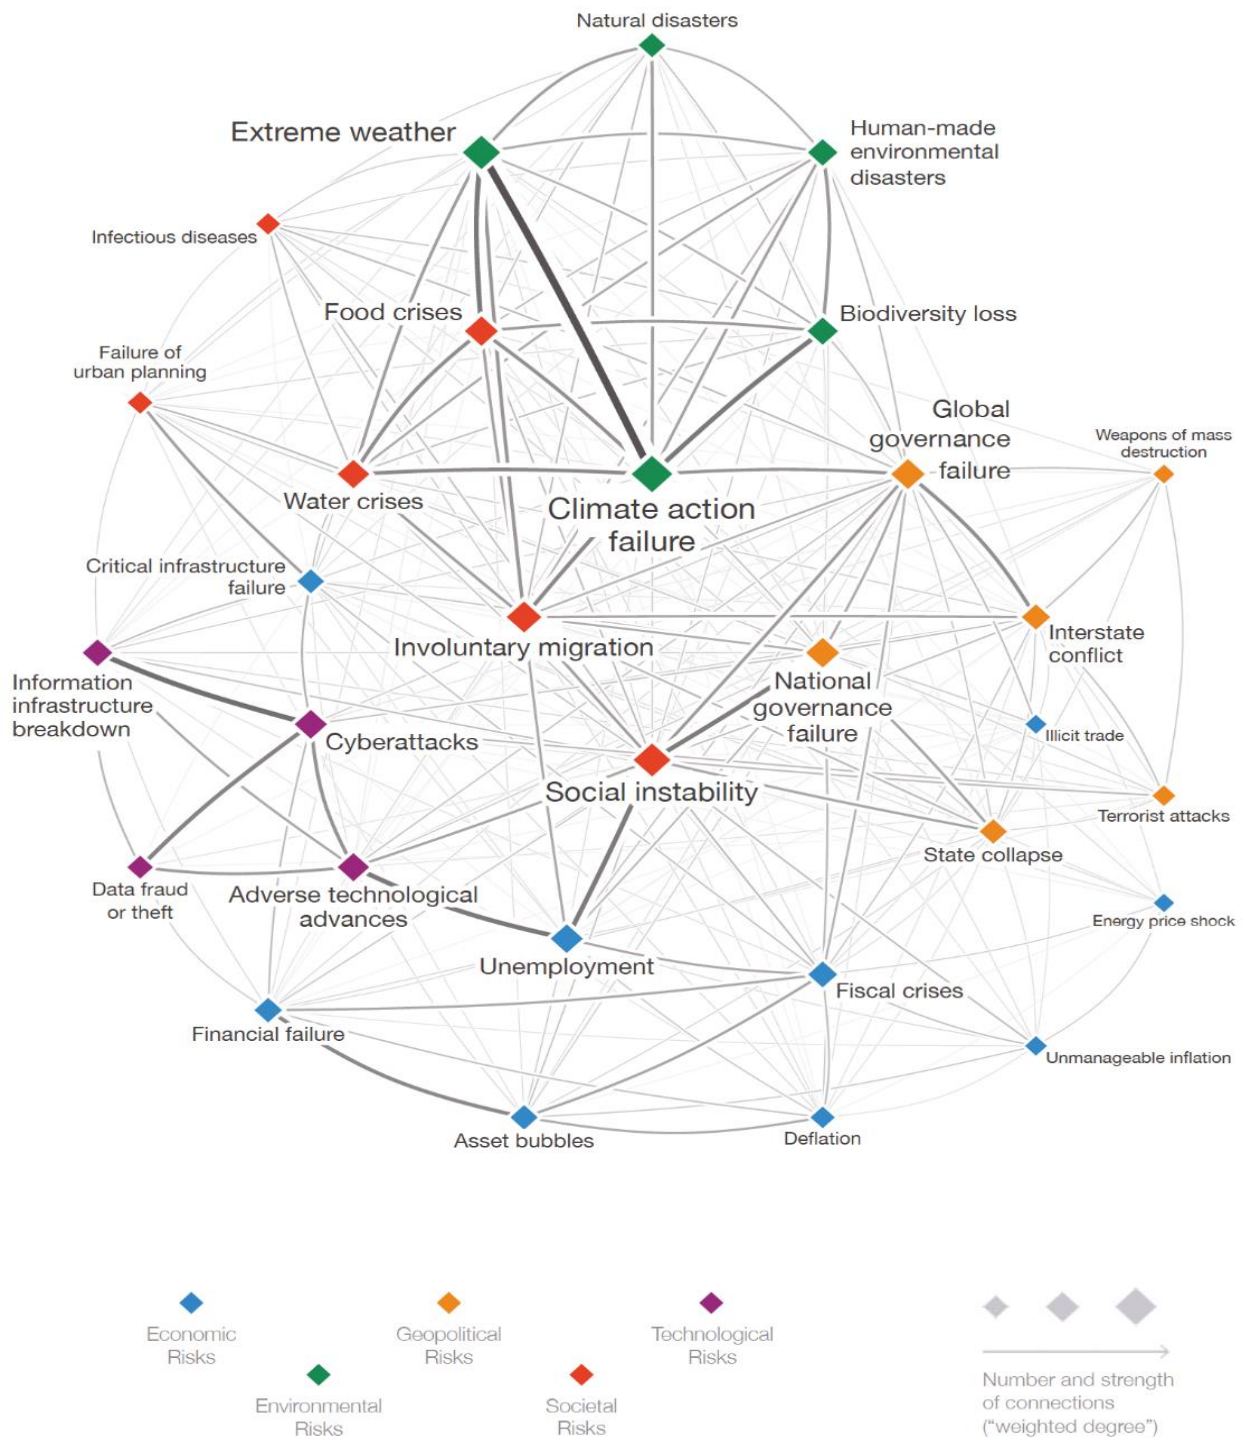 Natural disasters
Extreme weather
Human-made
environmental
disasters
Infectious diseases
Food crises
Biodiversity loss
Failure of
urban planning
Global
governance
failure
Weapons of mass
destruction
Water crises
Climate action
failure
Critical infrastructure
failure
Involuntary migration
Interstate
conflict
Information
infrastructure
breakdown
National
governance
failure
Cyberattacks
Illicit trade
Social instability
Terrorist attacks
State collapse
Data fraud
or theft
Adverse technological
advances
Energy price shock
Unemployment
Fiscal crises
Financial failure
Unmanageable inflation
Asset bubbles
Deflation
Economic
Risks
Geopolitical
Risks
Technological
Risks
Environmental
Risks
Societal
Risks
Number and strength
of connections
(“weighted degree”)